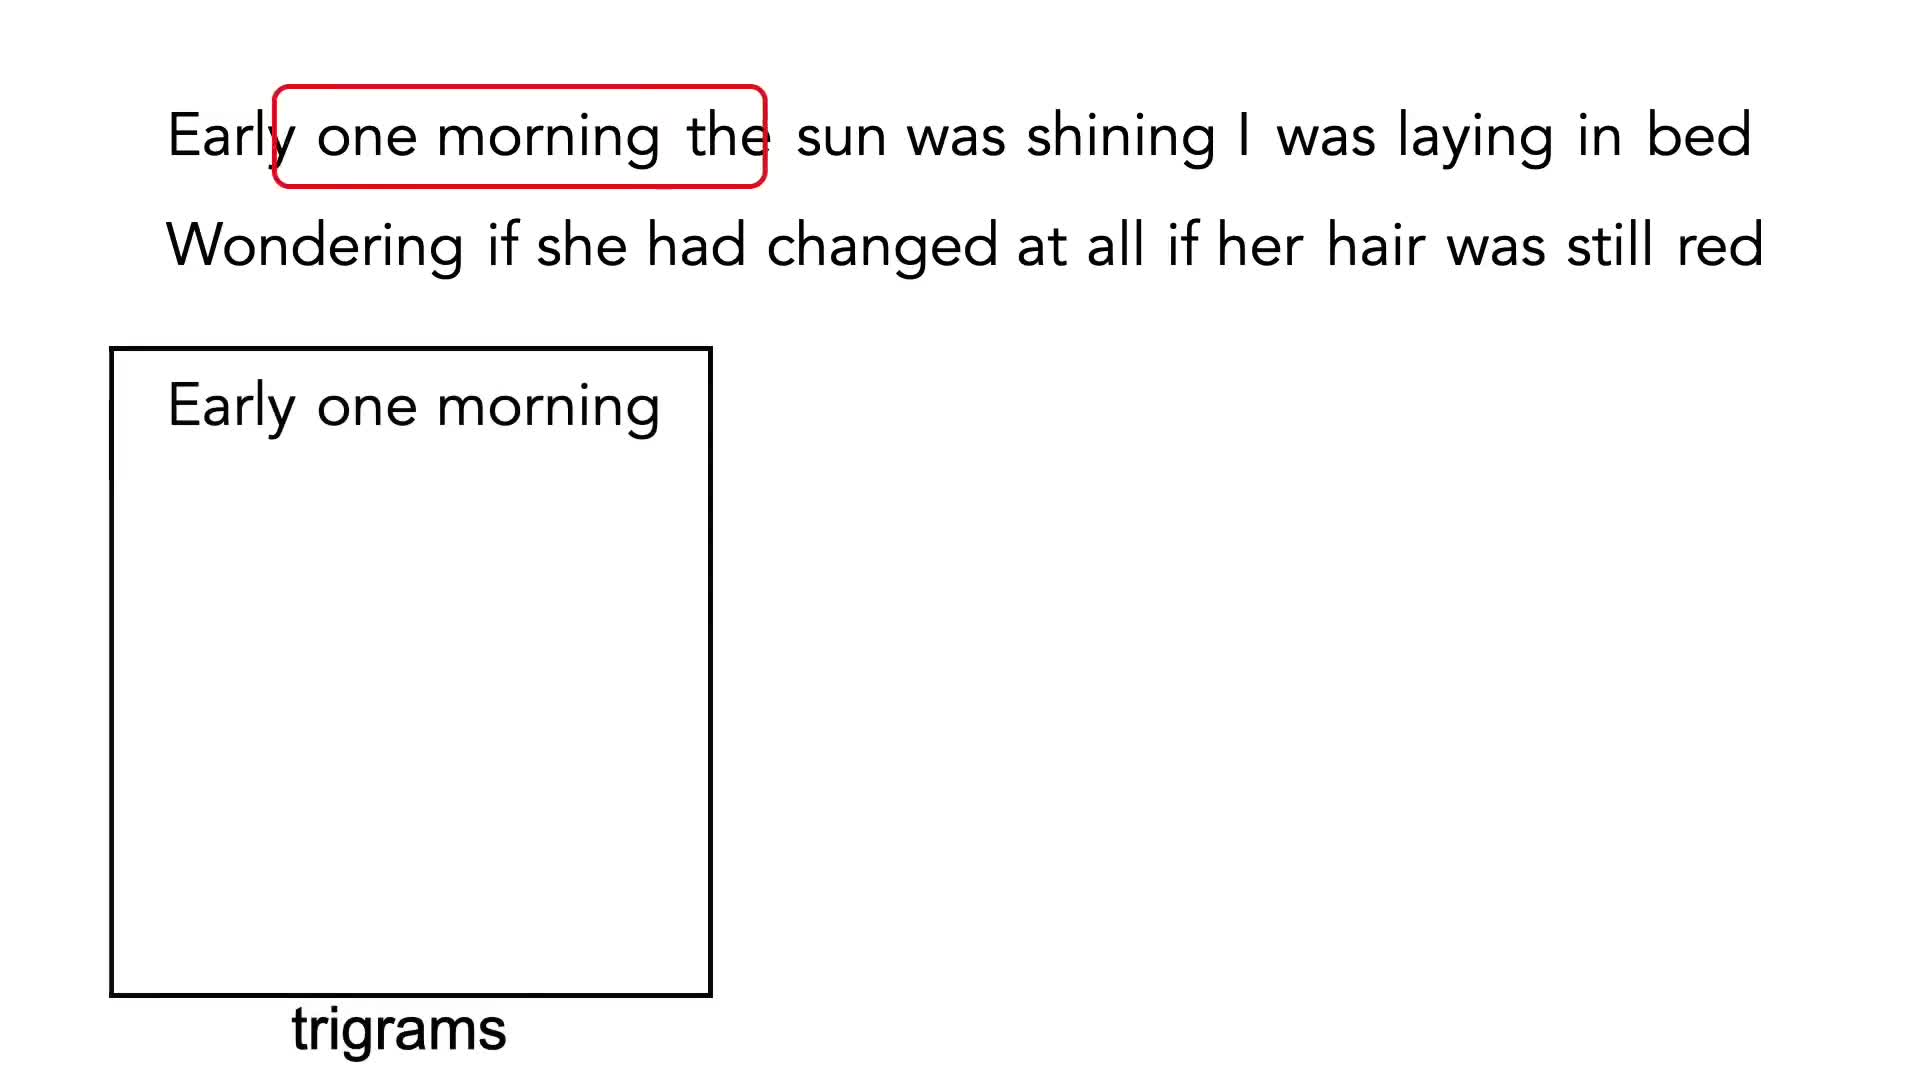 Early one morning the sun was shining I was laying in bed
Wondering if she had changed at all if her hair was still red
Early one morning
trigrams